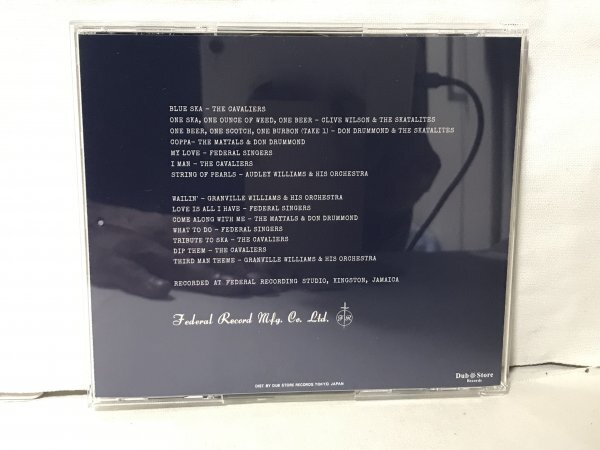 BLUE SKA – THE CAVALIERS
ONE SKA, ONE OUNCE OF WEED, ONE BEER – CLIVE WILSON & THE SKATALITES
ONE BEER, ONE SCOTCH, ONE BURBON (TAKE 1) – DON DRUMMOND & THE SKATALITES
COPPA– THE MAYTALS & DON DRUMMOND
MY LOVE – FEDERAL SINGERS
I MAN – THE CAVALIERS
STRING OF PEARLS – AUDLEY WILLIAMS & HIS ORCHESTRA
WAILIN' – GRANVILLE WILLIAMS & HIS ORCHESTRA
LOVE IS ALL I HAVE – FEDERAL SINGERS
COME ALONG WITH ME – THE MAYTALS & DON DRUMMOND
WHAT TO DO – FEDERAL SINGERS
TRIBUTE TO SKA – THE CAVALIERS
DIP THEM – THE CAVALIERS
THIRD MAN THEME – GRANVILLE WILLIAMS & HIS ORCHESTRA
RECORDED AT FEDERAL RECORDING STUDIO, KINGSTON, JAMAICA
Federal Record Mfg. Co. Ltd.
DIST BY DUB STORE RECORDS TOKYO JAPAN
Dub Store
Records